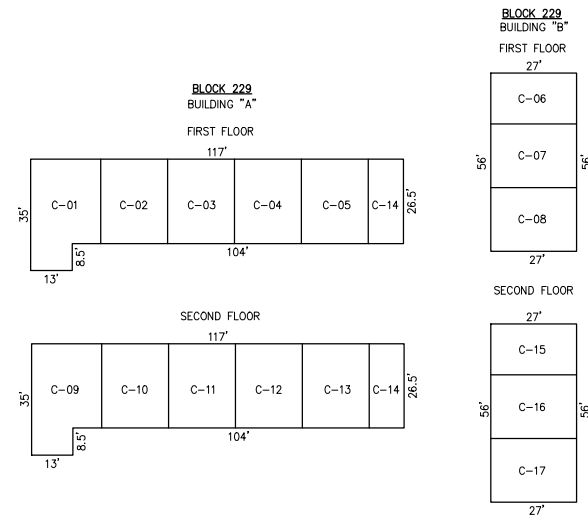 BLOCK 229
BUILDING "A"
FIRST FLOOR
117'
35'
C-01
C-02
C-03
C-04
C-05
C-14
26.5'
8.5'
104'
13'
SECOND FLOOR
117'
35'
C-09
C-10
C-11
C-12
C-13
C-14
26.5'
8.5'
104'
13'
BLOCK 229
BUILDING "B"
FIRST FLOOR
27'
C-06
56'
C-07
56'
C-08
27'
SECOND FLOOR
27'
C-15
56'
C-16
56'
C-17
27'